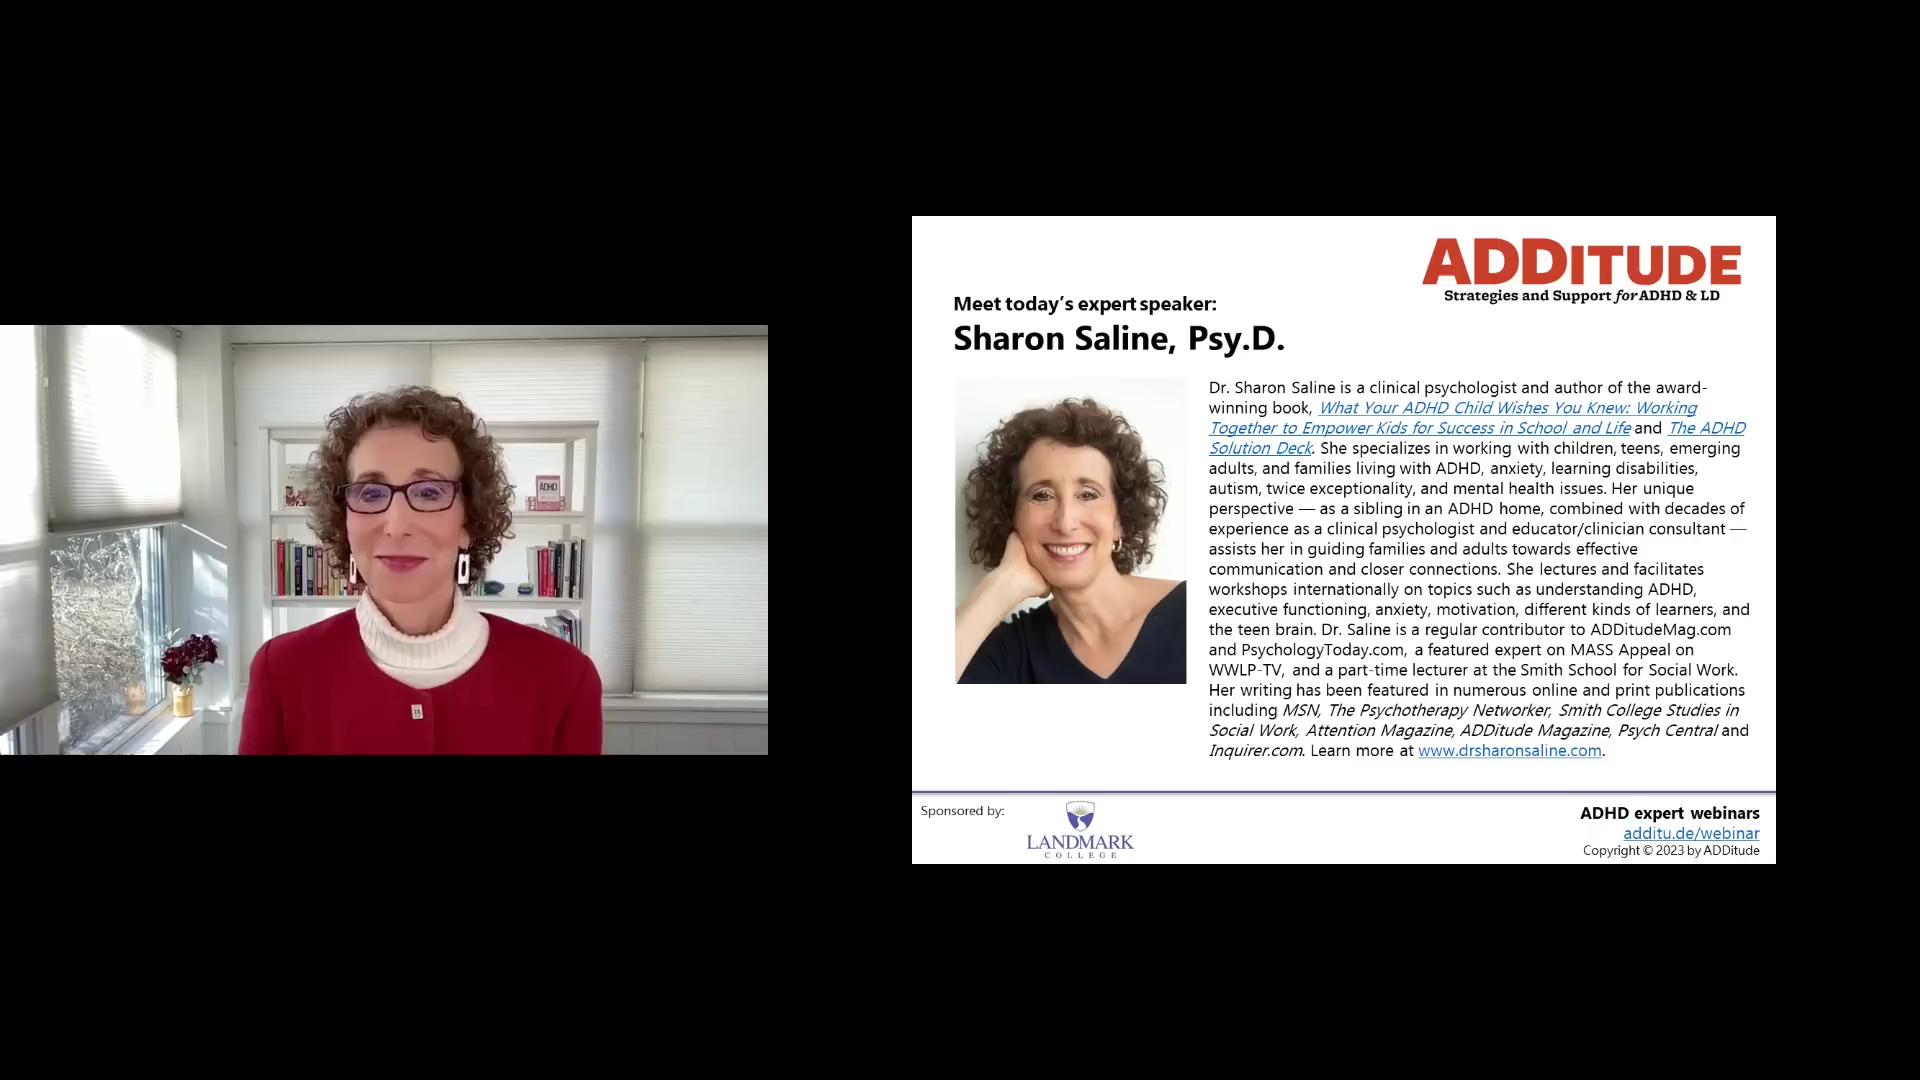 ADHD
ADDITUDE
Strategies and Support for ADHD & LD
Meet today's expert speaker:
Sharon Saline, Psy.D.
Dr. Sharon Saline is a clinical psychologist and author of the award-
winning book, What Your ADHD Child Wishes You Knew: Working
Together to Empower Kids for Success in School and Life and The ADHD
Solution Deck. She specializes in working with children, teens, emerging
adults, and families living with ADHD, anxiety, learning disabilities,
autism, twice exceptionality, and mental health issues. Her unique
perspective — as a sibling in an ADHD home, combined with decades of
experience as a clinical psychologist and educator/clinician consultant —
assists her in guiding families and adults towards effective
communication and closer connections. She lectures and facilitates
workshops internationally on topics such as understanding ADHD,
executive functioning, anxiety, motivation, different kinds of learners, and
the teen brain. Dr. Saline is a regular contributor to ADDitudeMag.com
and PsychologyToday.com, a featured expert on MASS Appeal on
WWLP-TV, and a part-time lecturer at the Smith School for Social Work.
Her writing has been featured in numerous online and print publications
including MSN, The Psychotherapy Networker, Smith College Studies in
Social Work, Attention Magazine, ADDitude Magazine, Psych Central and
Inquirer.com. Learn more at www.drsharonsaline.com.
Sponsored by:
LANDMARK
COLLEGE
ADHD expert webinars
additu.de/webinar
Copyright © 2023 by ADDitude